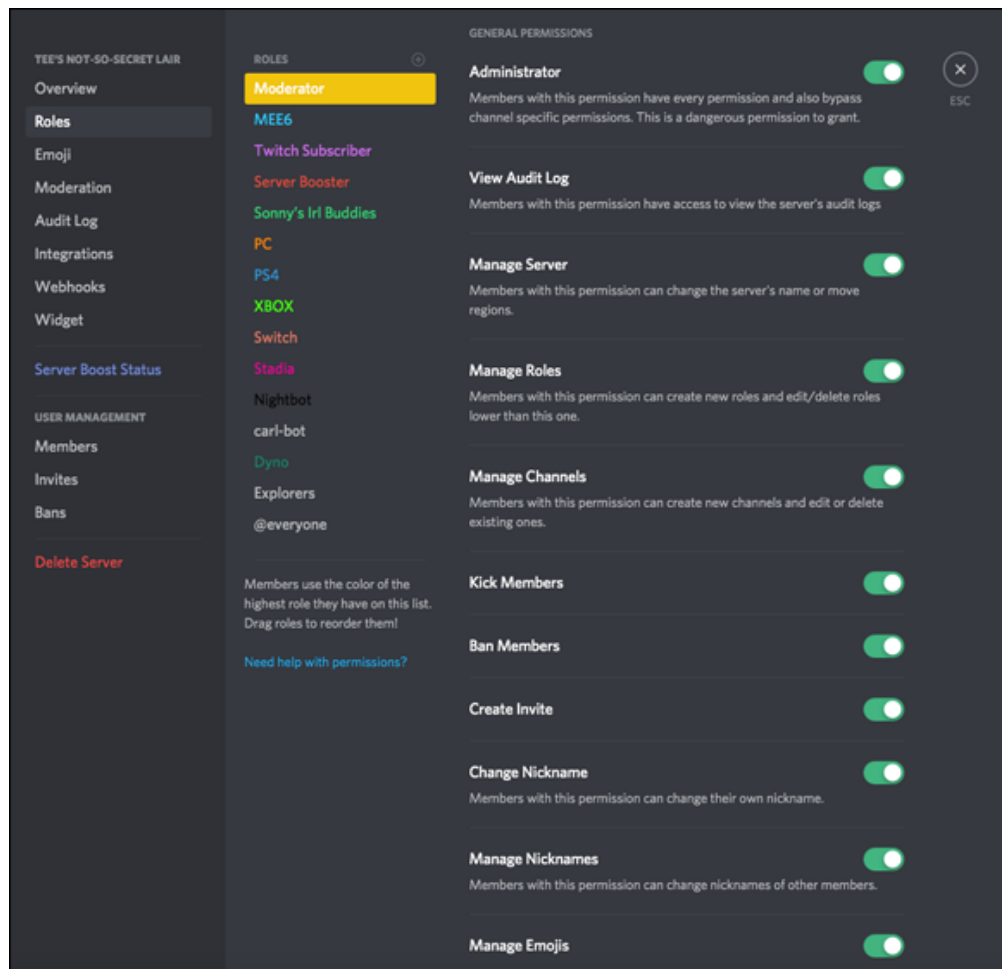 TEE'S NOT-SO-SECRET LAIR
Overview
Roles
Emoji
Moderation
Audit Log
Integrations
Webhooks
Widget
Server Boost Status
USER MANAGEMENT
Members
Invites
Bans
Delete Server
ROLES
Moderator
MEE6
Twitch Subscriber
Server Booster
Sonny's Irl Buddies
PC
PS4
XBOX
Switch
Stadia
Nightbot
carl-bot
Dyno
Explorers
@everyone
Members use the color of the
highest role they have on this list.
Drag roles to reorder them!
Need help with permissions?
GENERAL PERMISSIONS
Administrator
Members with this permission have every permission and also bypass
channel specific permissions. This is a dangerous permission to grant.
View Audit Log
Members with this permission have access to view the server's audit logs
Manage Server
Members with this permission can change the server's name or move
regions.
Manage Roles
Members with this permission can create new roles and edit/delete roles
lower than this one.
Manage Channels
Members with this permission can create new channels and edit or delete
existing ones.
Kick Members
Ban Members
Create Invite
Change Nickname
Members with this permission can change their own nickname.
Manage Nicknames
Members with this permission can change nicknames of other members.
Manage Emojis
ESC